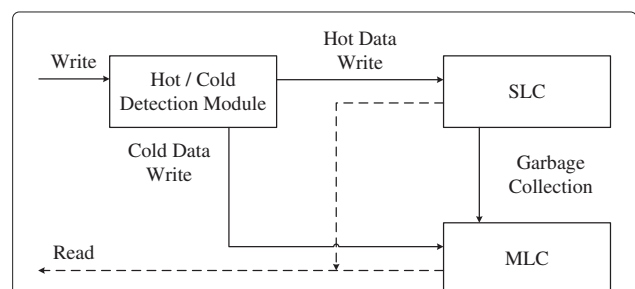 Hot Data
Write
Write
Hot / Cold
Detection Module
SLC
Cold Data
Write
Garbage
Collection
Read
MLC